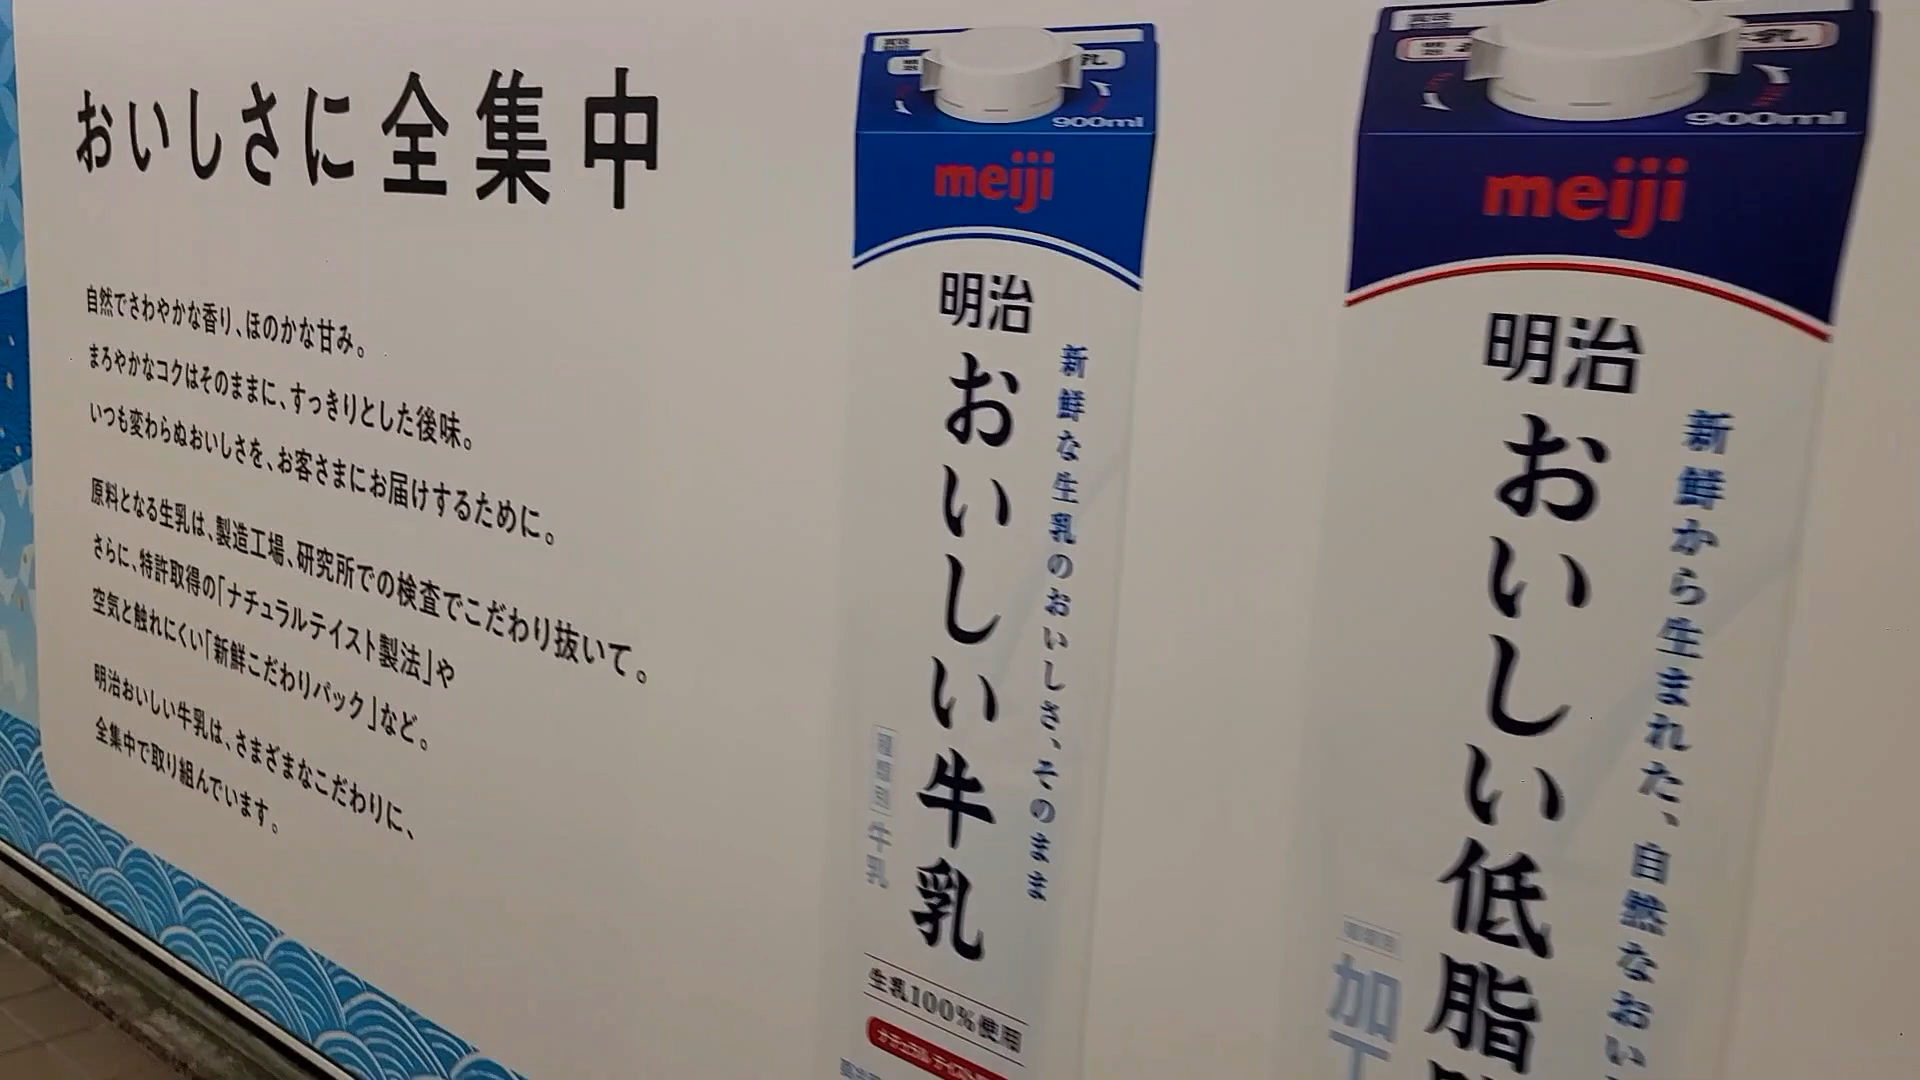 おいしさに全集中
自然でさわやかな香り、ほのかな甘み。
まろやかなコクはそのままに、すっきりとした後味。
いつも変わらぬおいしさを、お客さまにお届けするために。
原料となる生乳は、製造工場、研究所での検査でこだわり抜いて。
さらに、特許取得の「ナチュラルテイスト製法」や
空気と触れにくい「新鮮こだわりパック」など。
明治おいしい牛乳は、さまざまなこだわりに、
全集中で取り組んでいます。
900ml
meiji
明治
おいしい牛乳
新鮮な生乳のおいしさ、そのまま
牛乳
生乳100%使用
900ml
meiji
明治
おいしい低脂
新鮮から生まれた、自然なおい
加工